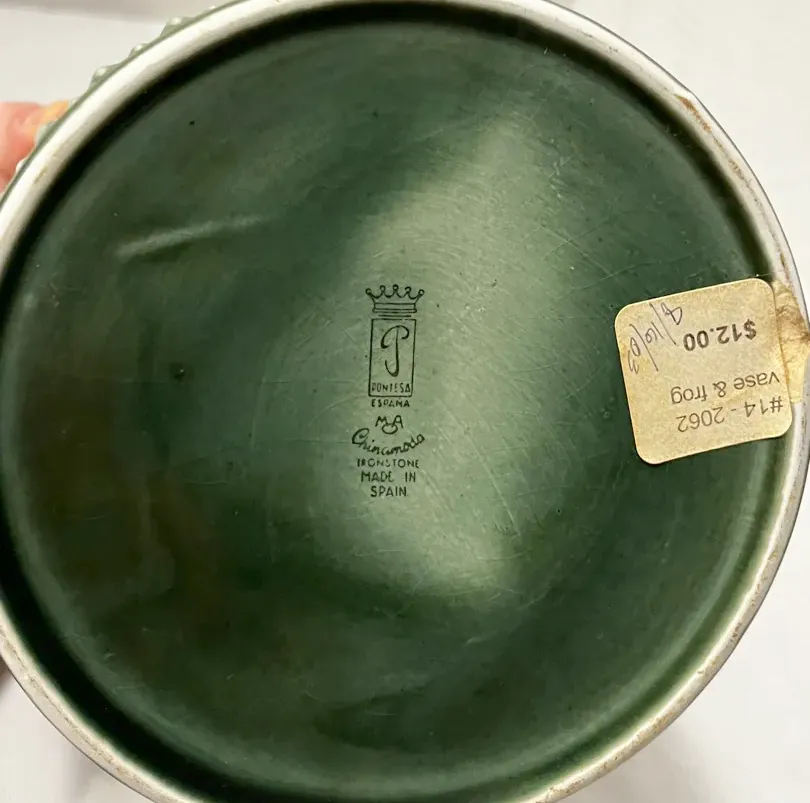 P
PONTESA
ESPAÑA
MA
Chinamoda
IRONSTONE
MADE IN
SPAIN
#14 - 2062
vase & frog
$12.00